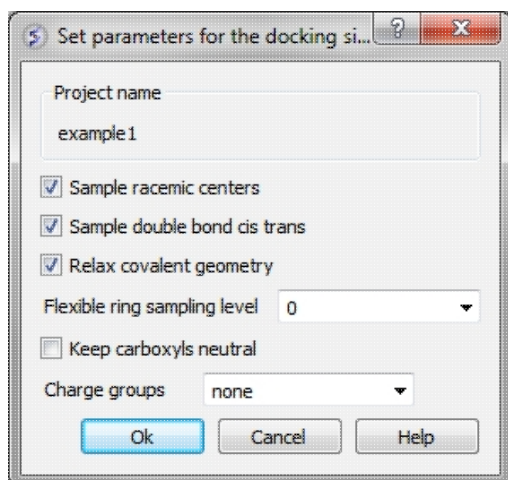 Set parameters for the docking si...
Project name
example1
Sample racemic centers
Sample double bond cis trans
Relax covalent geometry
Flexible ring sampling level 0
Keep carboxyls neutral
Charge groups none
Ok Cancel Help